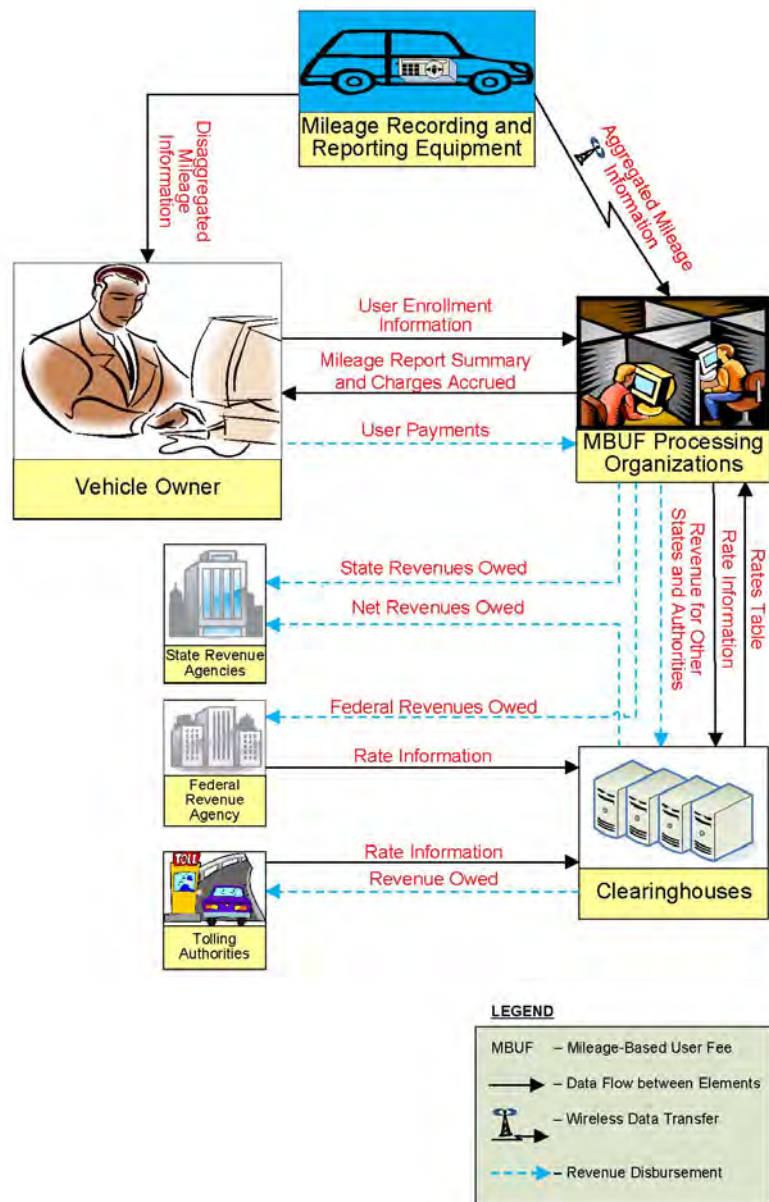 Mileage Recording and
Reporting Equipment
Disaggregated
Mileage
Information
Aggregated Mileage
Information
User Enrollment
Information
Mileage Report Summary
and Charges Accrued
User Payments
Vehicle Owner
MBUF Processing
Organizations
State Revenues Owed
Net Revenues Owed
State Revenue
Agencies
Revenue for Other
States and Authorities
Rate Information
Rates Table
Federal Revenues Owed
Rate Information
Federal
Revenue
Agency
TOLL
Rate Information
Revenue Owed
Tolling
Authorities
Clearinghouses
LEGEND
MBUF – Mileage-Based User Fee
– Data Flow between Elements
– Wireless Data Transfer
– Revenue Disbursement